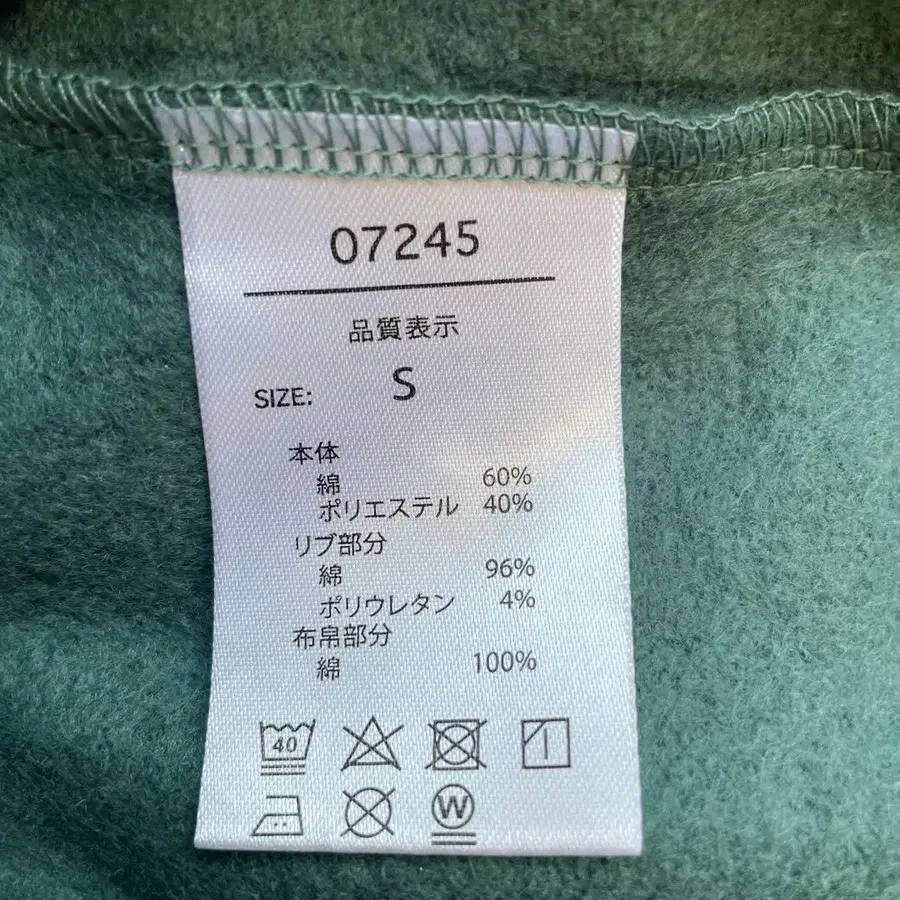 07245
品質表示
SIZE: S
本体
綿 60%
ポリエステル 40%
リブ部分
綿 96%
ポリウレタン 4%
布帛部分
綿 100%
40
W